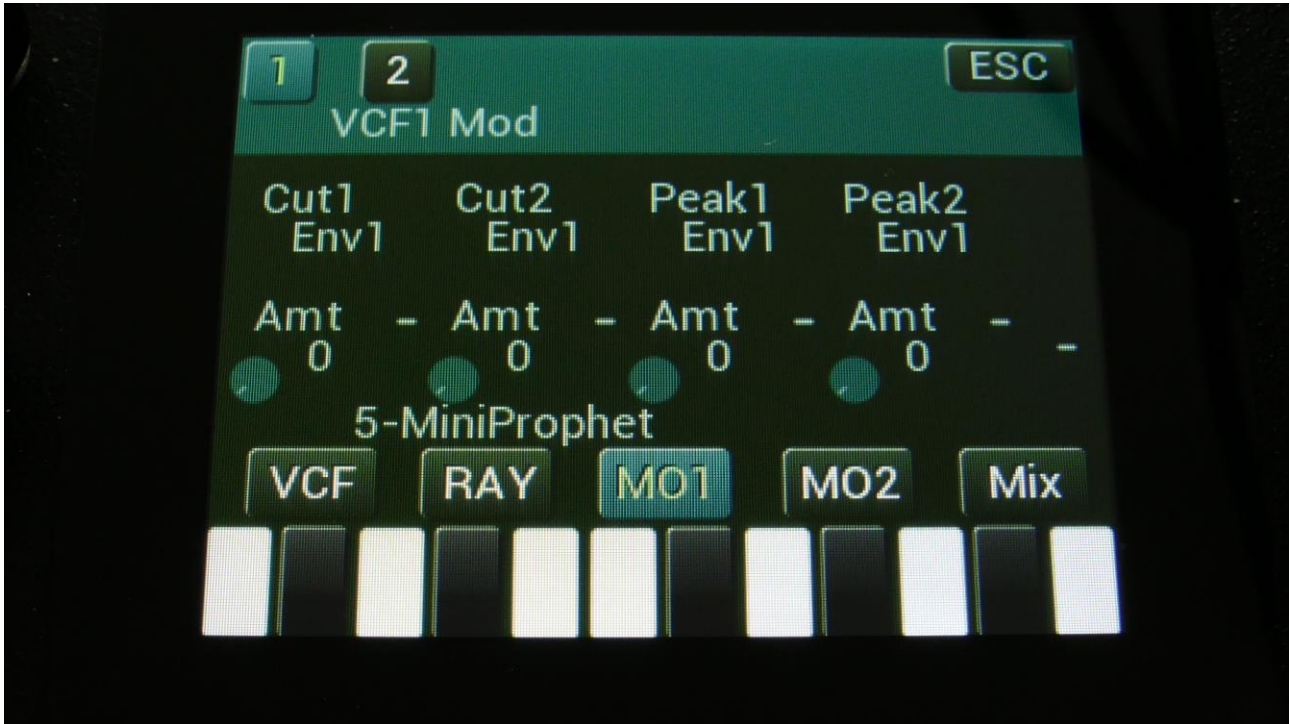 1 2 ESC
VCF1 Mod
Cut1 Cut2 Peak1 Peak2
Env1 Env1 Env1 Env1
Amt - Amt - Amt - Amt -
0 0 0 0 -
5-MiniProphet
VCF RAY MO1 MO2 Mix